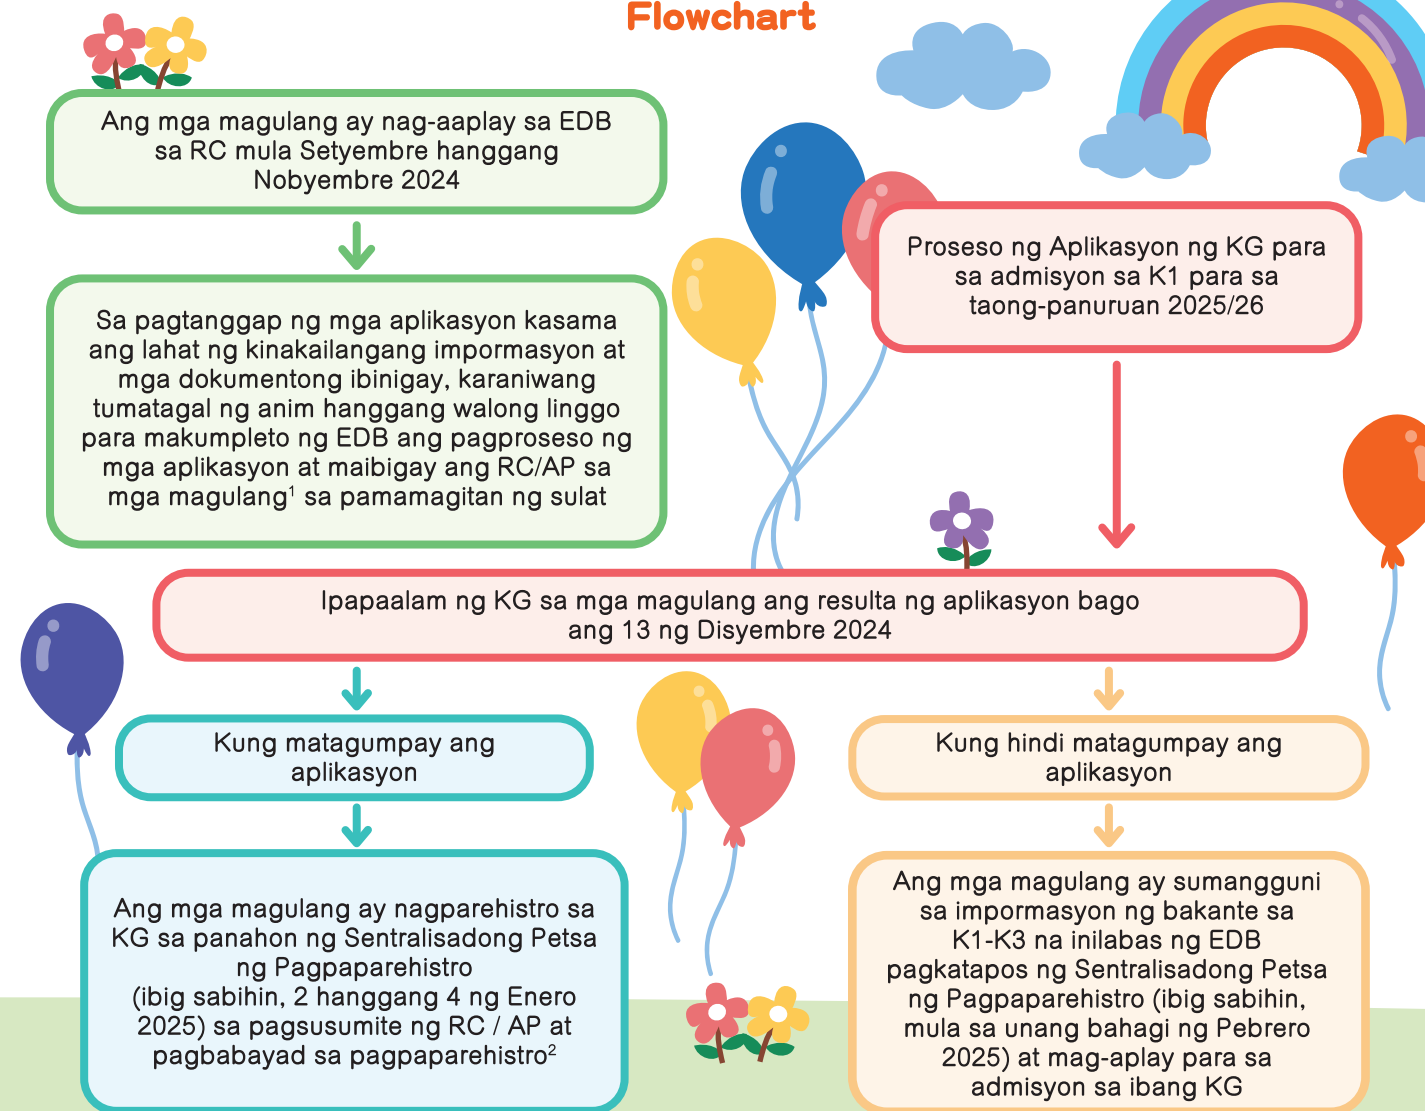 Flowchart
Ang mga magulang ay nag-aaplay sa EDB
sa RC mula Setyembre hanggang
Nobyembre 2024
Sa pagtanggap ng mga aplikasyon kasama
ang lahat ng kinakailangang impormasyon at
mga dokumentong ibinigay, karaniwang
tumatagal ng anim hanggang walong linggo
para makumpleto ng EDB ang pagproseso ng
mga aplikasyon at maibigay ang RC/AP sa
mga magulang¹ sa pamamagitan ng sulat
Proseso ng Aplikasyon ng KG para
sa admisyon sa K1 para sa
taong-panuruan 2025/26
Ipapaalam ng KG sa mga magulang ang resulta ng aplikasyon bago
ang 13 ng Disyembre 2024
Kung matagumpay ang
aplikasyon
Ang mga magulang ay nagparehistro sa
KG sa panahon ng Sentralisadong Petsa
ng Pagpaparehistro
(ibig sabihin, 2 hanggang 4 ng Enero
2025) sa pagsusumite ng RC / AP at
pagbabayad sa pagpaparehistro²
Kung hindi matagumpay ang
aplikasyon
Ang mga magulang ay sumangguni
sa impormasyon ng bakante sa
K1-K3 na inilabas ng EDB
pagkatapos ng Sentralisadong Petsa
ng Pagpaparehistro (ibig sabihin,
mula sa unang bahagi ng Pebrero
2025) at mag-aplay para sa
admisyon sa ibang KG